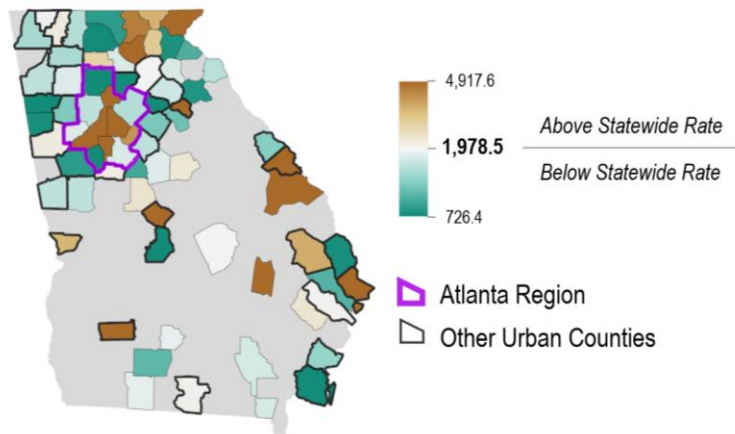 4,917.6
Above Statewide Rate
1,978.5
Below Statewide Rate
726.4
Atlanta Region
Other Urban Counties